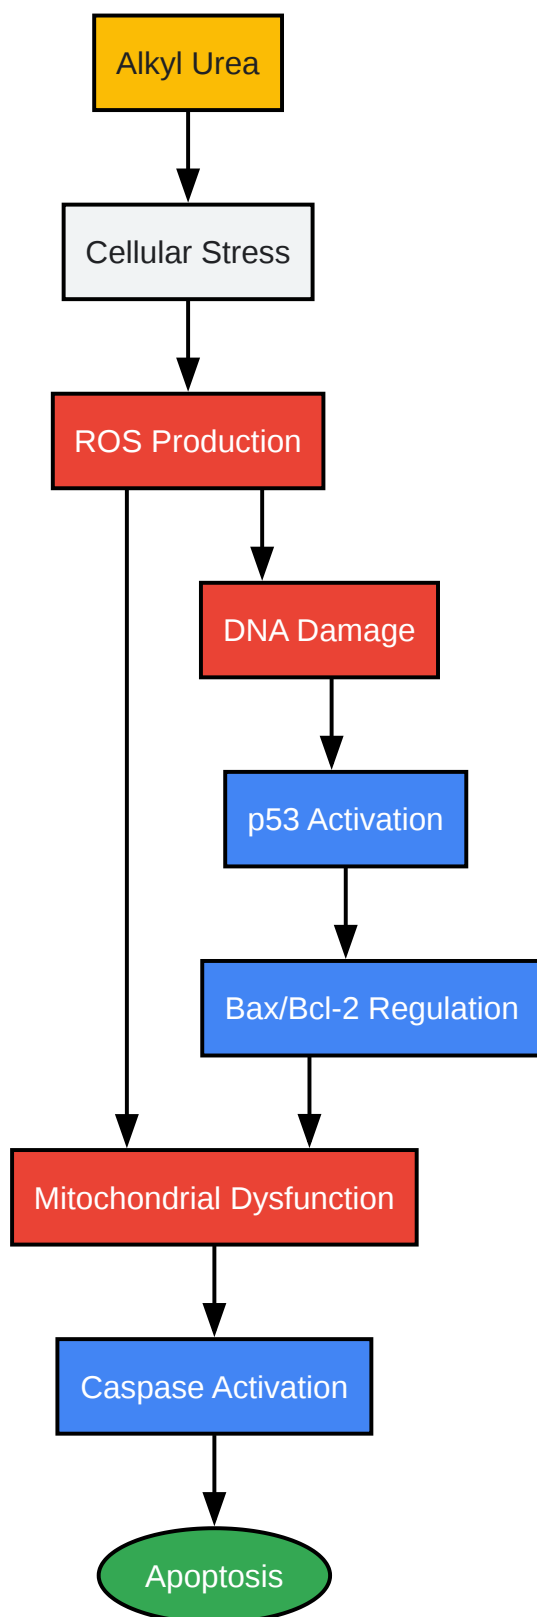 Alkyl Urea
Cellular Stress
ROS Production
DNA Damage
p53 Activation
Bax/Bcl-2 Regulation
Mitochondrial Dysfunction
Caspase Activation
Apoptosis